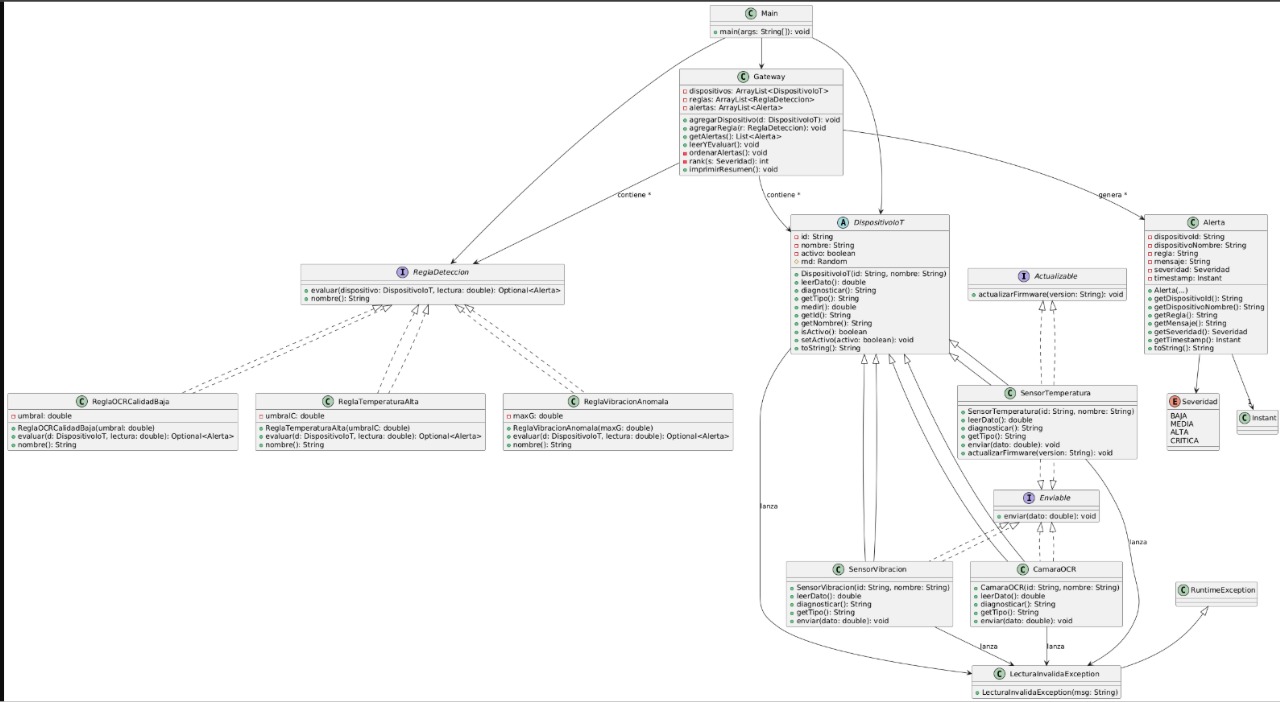 C Main
main(args: String[]): void
C Gateway
dispositivos: ArrayList<DispositivoIoT>
reglas: ArrayList<ReglaDeteccion>
alertas: ArrayList<Alerta>
agregarDispositivo(d: DispositivoIoT): void
agregarRegla(r: ReglaDeteccion): void
getAlertas(): List<Alerta>
leerYEvaluar(): void
ordenarAlertas(): void
rank(s: Severidad): int
imprimirResumen(): void
contiene *
contiene *
genera *
I ReglaDeteccion
evaluar(dispositivo: DispositivoIoT, lectura: double): Optional<Alerta>
nombre(): String
A DispositivoIoT
id: String
nombre: String
activo: boolean
rnd: Random
DispositivoIoT(id: String, nombre: String)
leerDato(): double
diagnosticar(): String
getTipo(): String
medir(): double
getId(): String
getNombre(): String
isActivo(): boolean
setActivo(activo: boolean): void
toString(): String
I Actualizable
actualizarFirmware(version: String): void
C Alerta
dispositivoId: String
dispositivoNombre: String
regla: String
mensaje: String
severidad: Severidad
timestamp: Instant
Alerta(...)
getDispositivoId(): String
getDispositivoNombre(): String
getRegla(): String
getMensaje(): String
getSeveridad(): Severidad
getTimestamp(): Instant
toString(): String
C ReglaOCRCalidadBaja
umbral: double
ReglaOCRCalidadBaja(umbral: double)
evaluar(d: DispositivoIoT, lectura: double): Optional<Alerta>
nombre(): String
C ReglaTemperaturaAlta
umbralC: double
ReglaTemperaturaAlta(umbralC: double)
evaluar(d: DispositivoIoT, lectura: double): Optional<Alerta>
nombre(): String
C ReglaVibracionAnomala
maxG: double
ReglaVibracionAnomala(maxG: double)
evaluar(d: DispositivoIoT, lectura: double): Optional<Alerta>
nombre(): String
C SensorTemperatura
SensorTemperatura(id: String, nombre: String)
leerDato(): double
diagnosticar(): String
getTipo(): String
enviar(dato: double): void
actualizarFirmware(version: String): void
E Severidad
BAJA
MEDIA
ALTA
CRITICA
1
C Instant
I Enviable
enviar(dato: double): void
lanza
lanza
C SensorVibracion
SensorVibracion(id: String, nombre: String)
leerDato(): double
diagnosticar(): String
getTipo(): String
enviar(dato: double): void
C CamaraOCR
CamaraOCR(id: String, nombre: String)
leerDato(): double
diagnosticar(): String
getTipo(): String
enviar(dato: double): void
C RuntimeException
lanza
lanza
C LecturaInvalidaException
LecturaInvalidaException(msg: String)